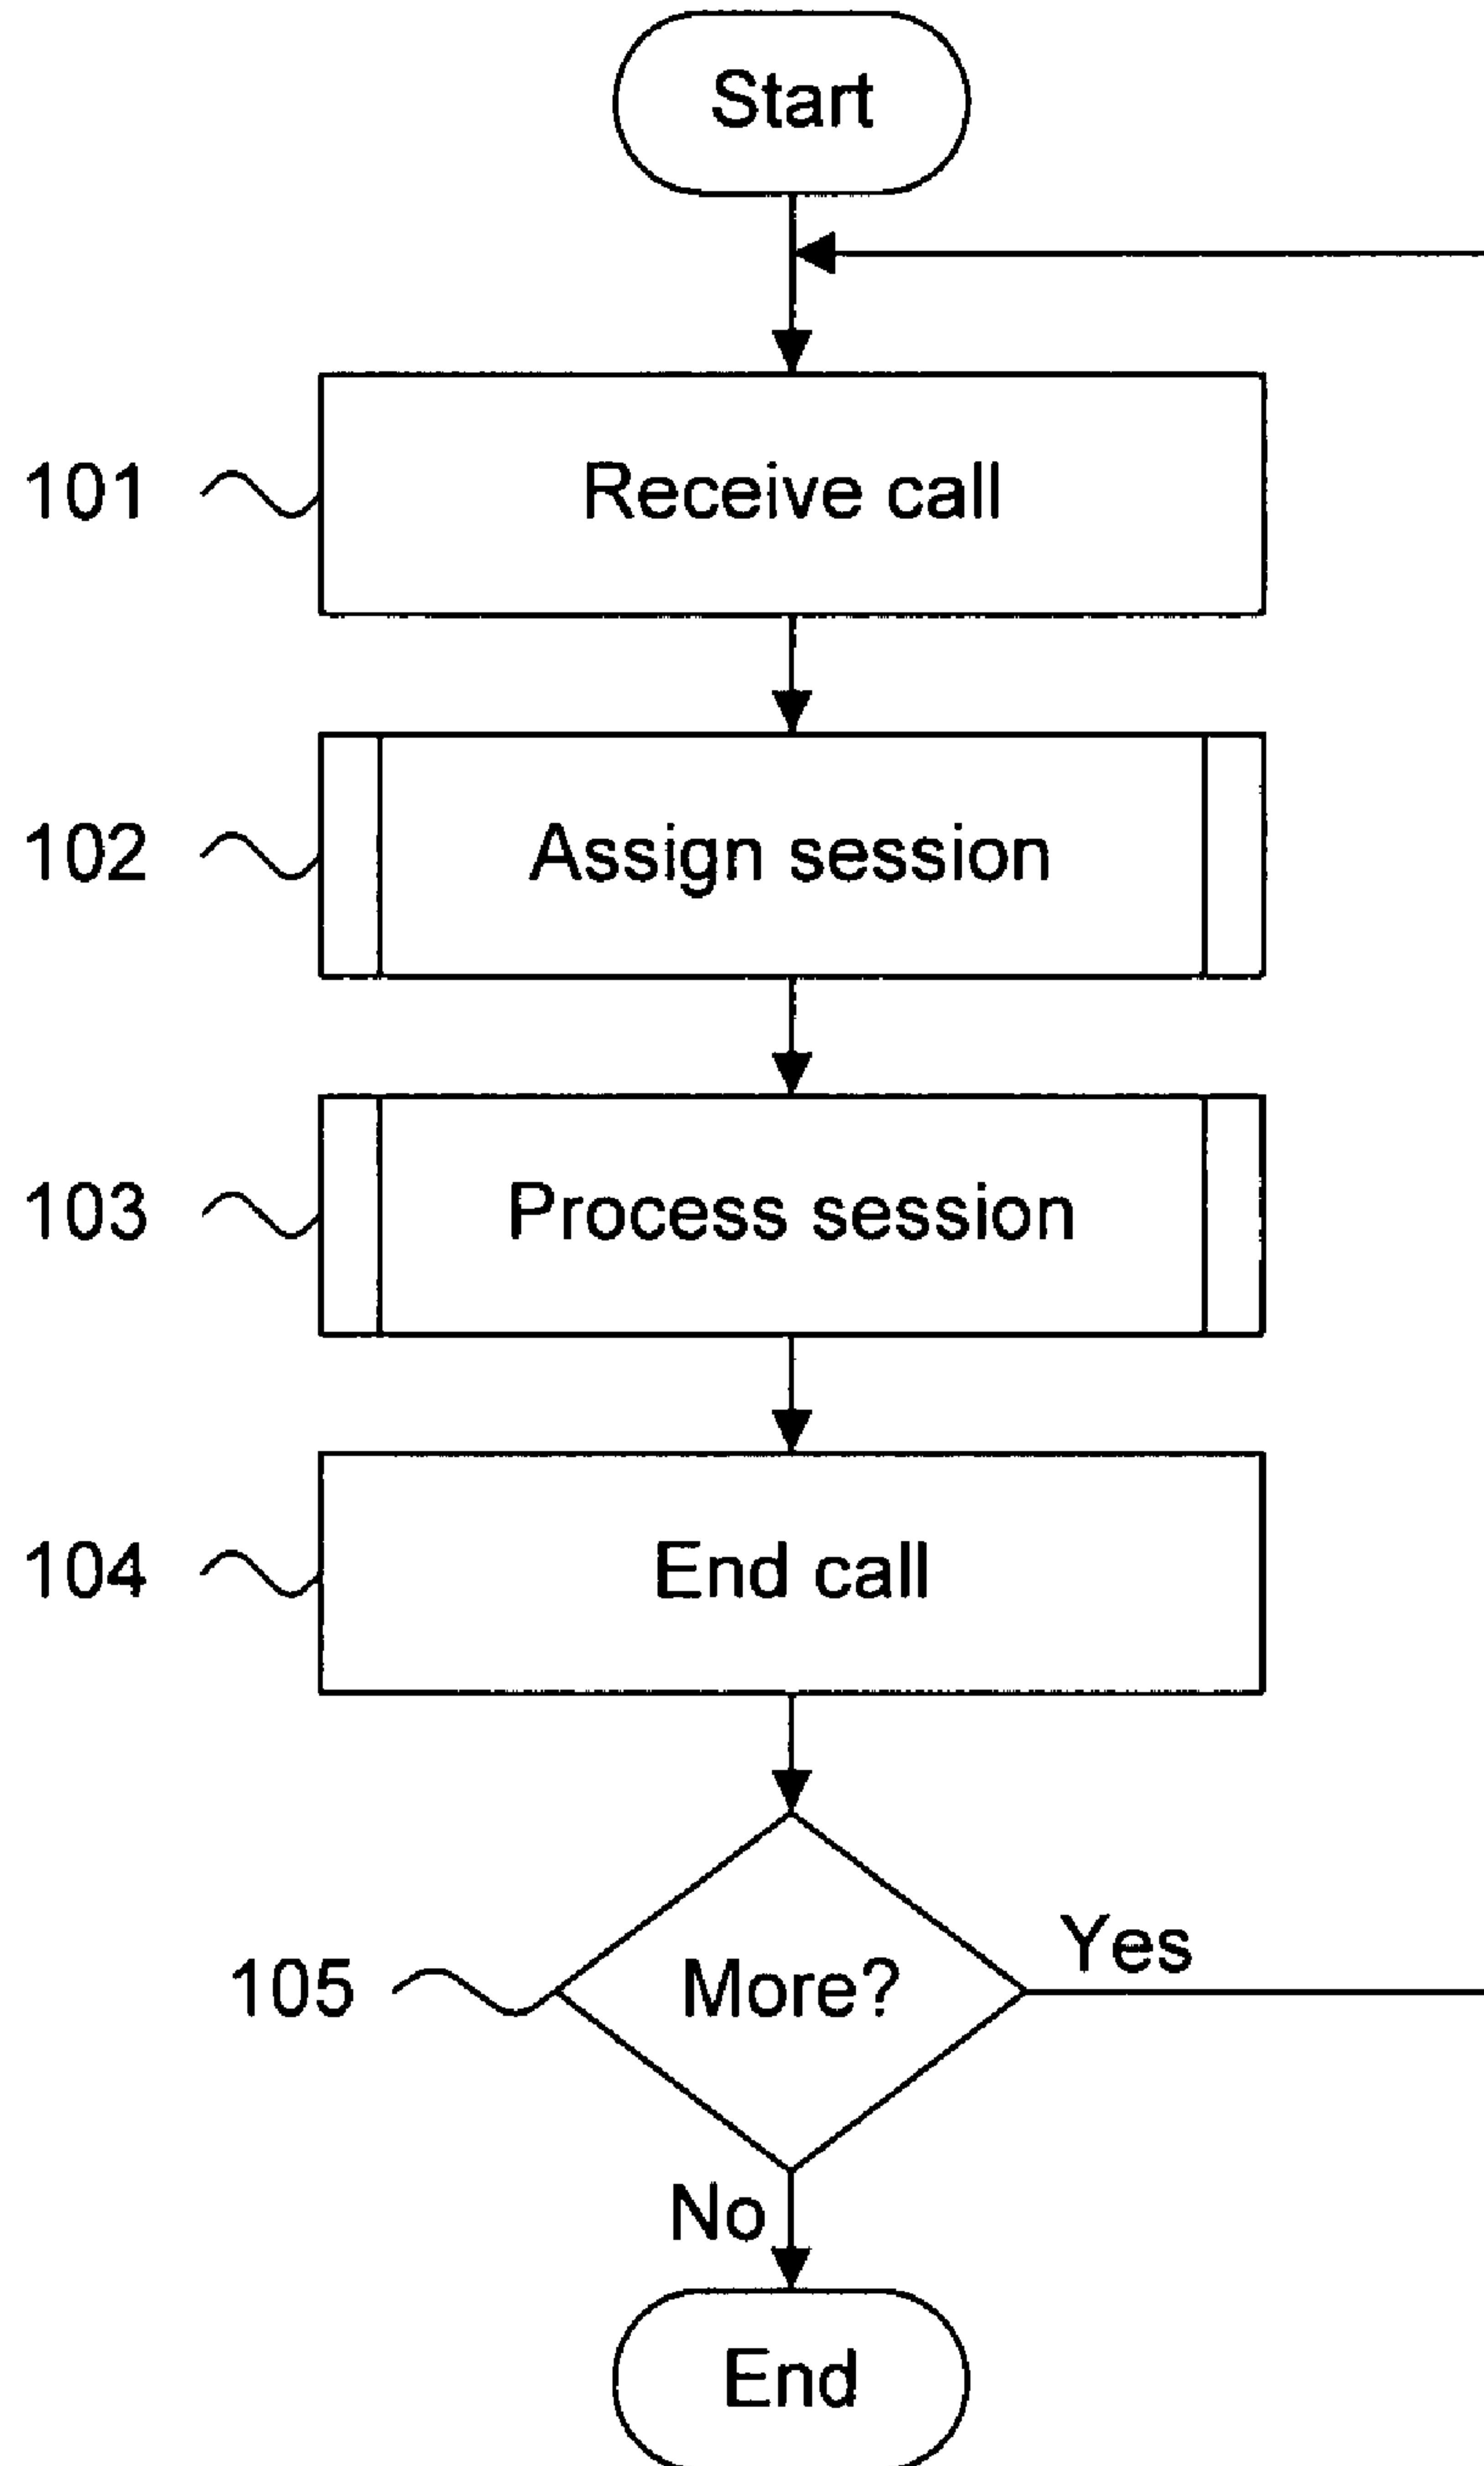 Start
101 Receive call
102 Assign session
103 Process session
104 End call
105 More? Yes
No
End